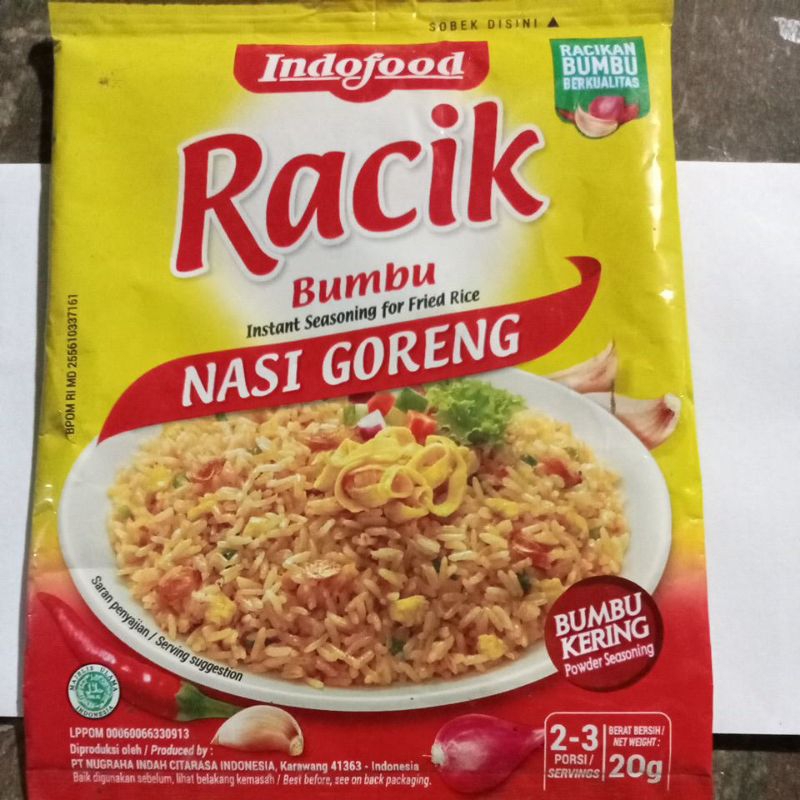 SOBEK DISINI ▲
Indofood
RACIKAN
BUMBU
BERKUALITAS
Racik
Bumbu
Instant Seasoning for Fried Rice
NASI GORENG
BPOM RI MD 255610337161
Saran penyajian / Serving suggestion
BUMBU
KERING
Powder Seasoning
MAJELIS ULAMA
INDONESIA
LPPOM 00060066330913
Diproduksi oleh / Produced by :
PT NUGRAHA INDAH CITARASA INDONESIA, Karawang 41363 - Indonesia
Baik digunakan sebelum, lihat belakang kemasan / Best before, see on back packaging.
2-3
PORSI /
SERVINGS
BERAT BERSIH /
NET WEIGHT :
20g